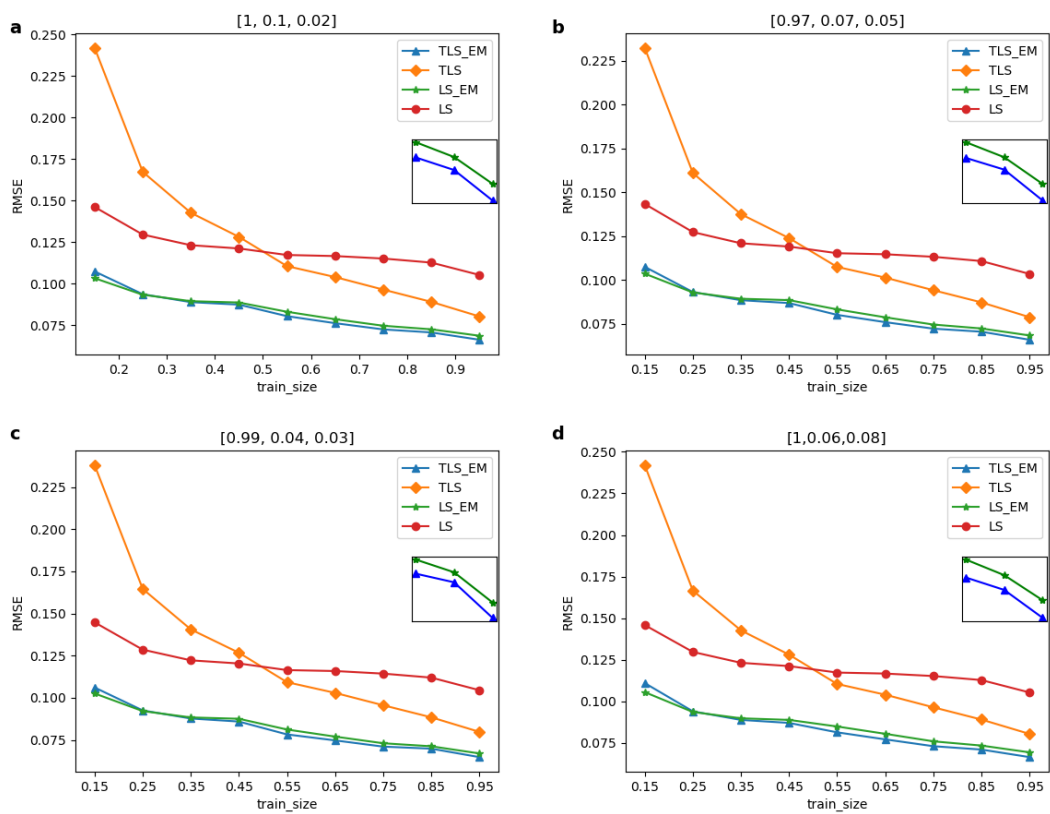 a
[1, 0.1, 0.02]
0.250
0.225
0.200
0.175
0.150
0.125
0.100
0.075
RMSE
TLS_EM
TLS
LS_EM
LS
0.2 0.3 0.4 0.5 0.6 0.7 0.8 0.9
train_size
b
[0.97, 0.07, 0.05]
0.225
0.200
0.175
0.150
0.125
0.100
0.075
RMSE
TLS_EM
TLS
LS_EM
LS
0.15 0.25 0.35 0.45 0.55 0.65 0.75 0.85 0.95
train_size
c
[0.99, 0.04, 0.03]
0.225
0.200
0.175
0.150
0.125
0.100
0.075
RMSE
TLS_EM
TLS
LS_EM
LS
0.15 0.25 0.35 0.45 0.55 0.65 0.75 0.85 0.95
train_size
d
[1,0.06,0.08]
0.250
0.225
0.200
0.175
0.150
0.125
0.100
0.075
RMSE
TLS_EM
TLS
LS_EM
LS
0.15 0.25 0.35 0.45 0.55 0.65 0.75 0.85 0.95
train_size